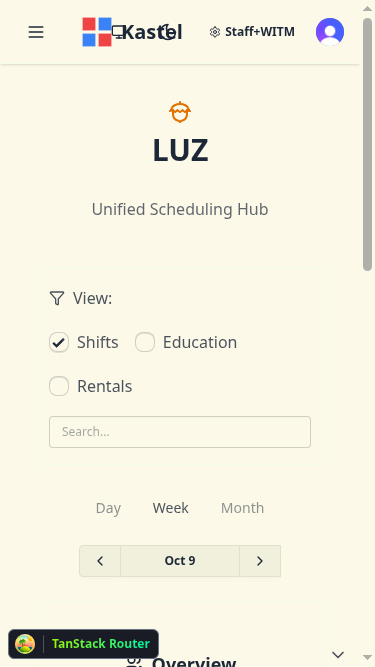 Kastel
Staff+WITM
LUZ
Unified Scheduling Hub
View:
Shifts
Education
Rentals
Search...
Day
Week
Month
Oct 9
TanStack Router
Overview